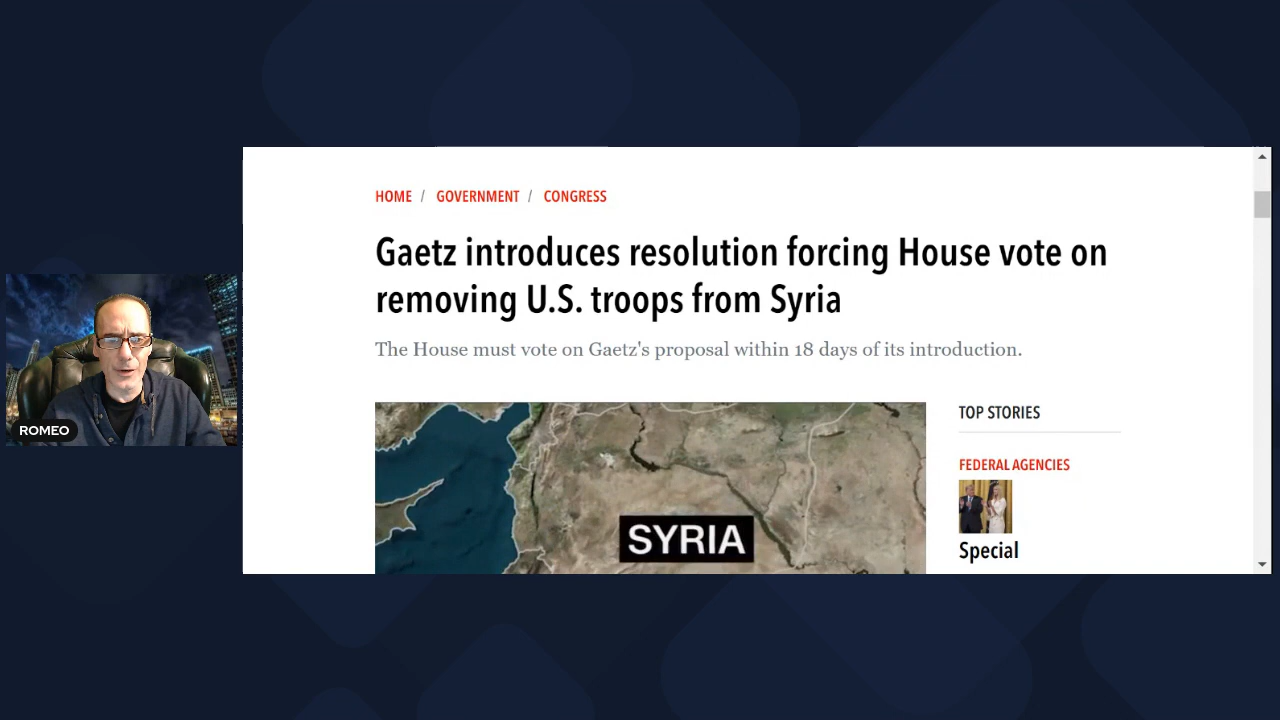 HOME / GOVERNMENT / CONGRESS
Gaetz introduces resolution forcing House vote on
removing U.S. troops from Syria
The House must vote on Gaetz's proposal within 18 days of its introduction.
TOP STORIES
FEDERAL AGENCIES
Special
SYRIA
ROMEO